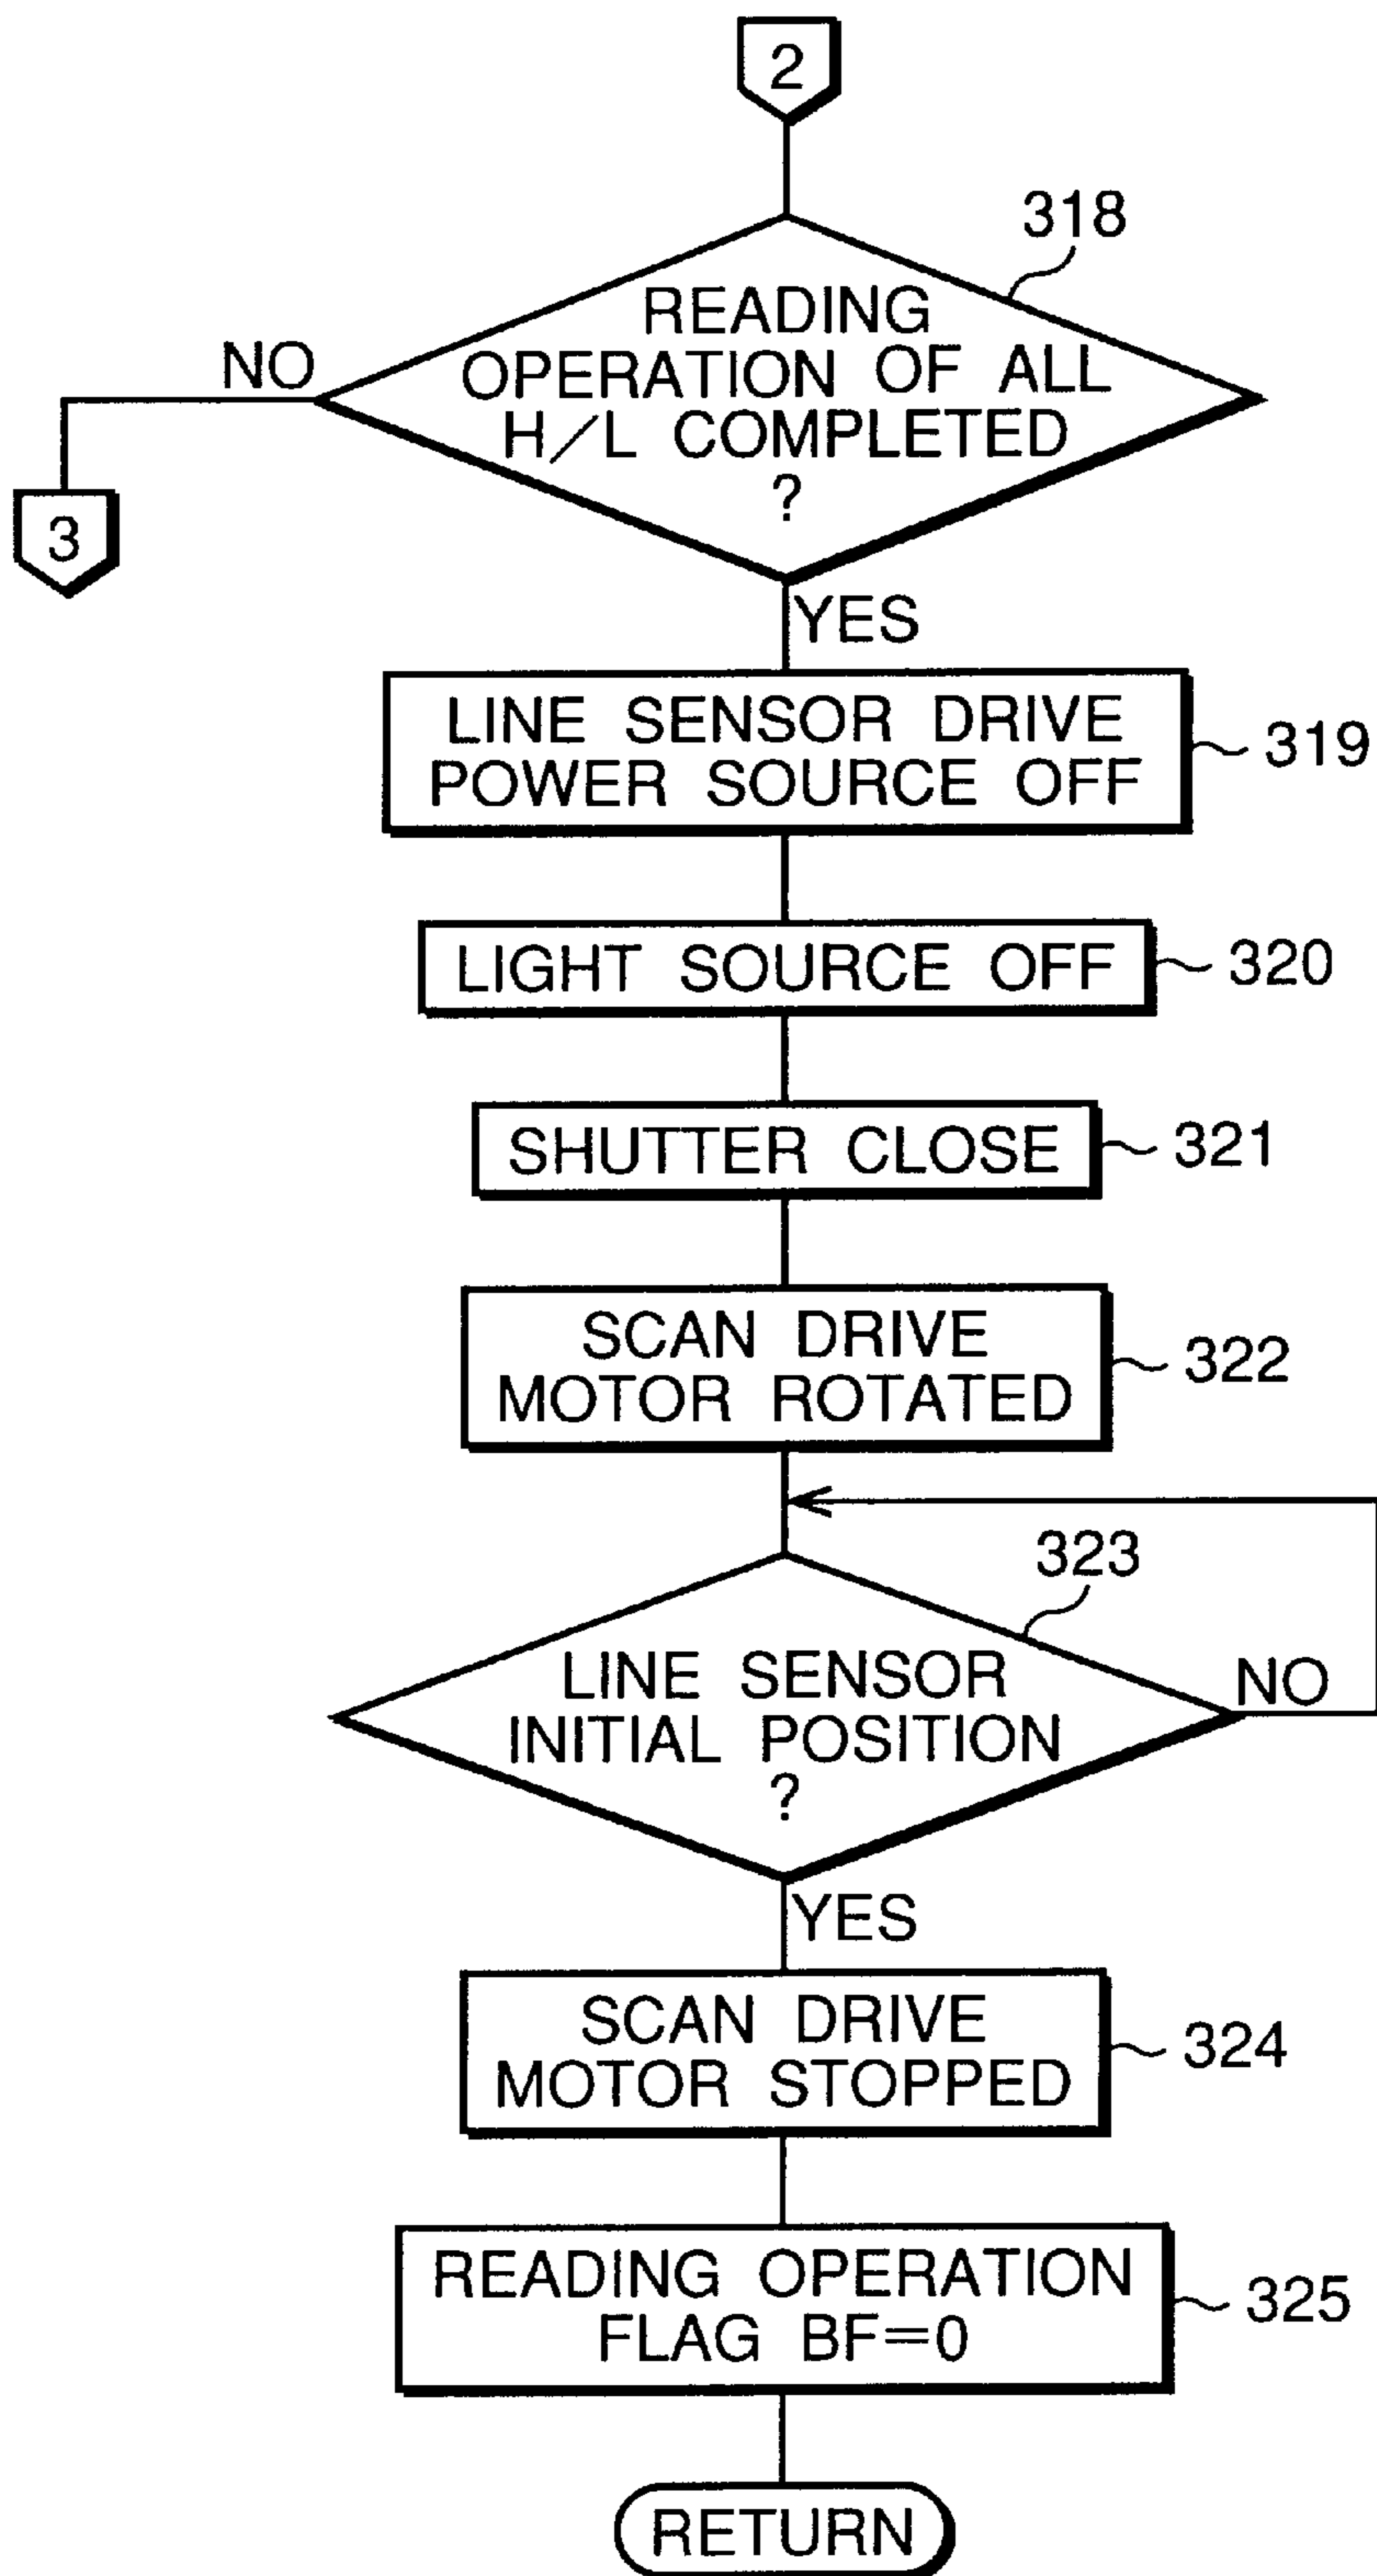 2
318
READING
OPERATION OF ALL
H/L COMPLETED
?
NO
3
YES
LINE SENSOR DRIVE
POWER SOURCE OFF
319
LIGHT SOURCE OFF
320
SHUTTER CLOSE
321
SCAN DRIVE
MOTOR ROTATED
322
323
LINE SENSOR
INITIAL POSITION
?
NO
YES
SCAN DRIVE
MOTOR STOPPED
324
READING OPERATION
FLAG BF=0
325
RETURN